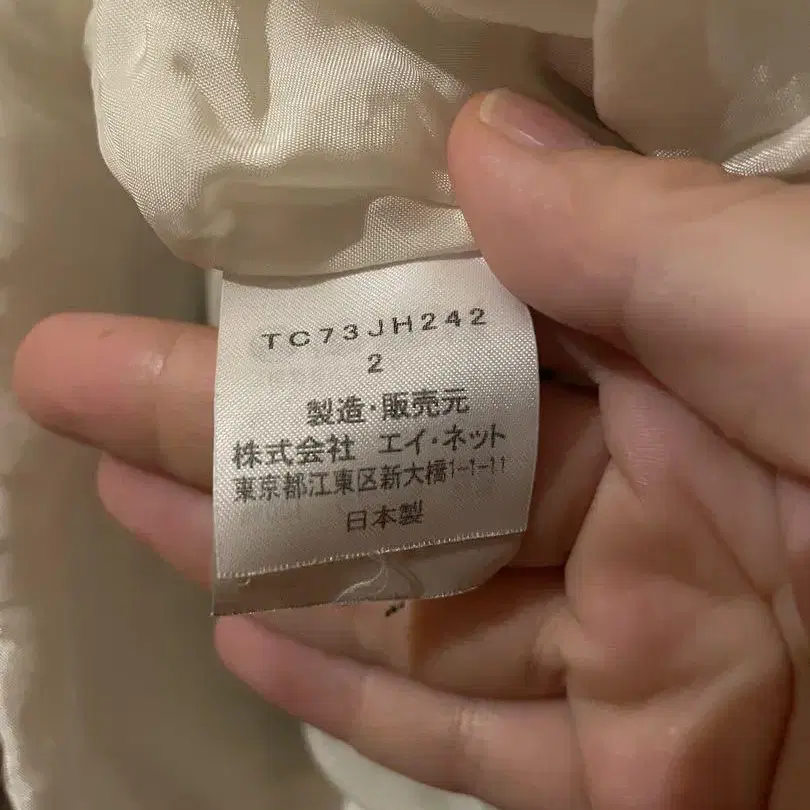 TC73JH242
2
製造・販売元
株式会社 エイ・ネット
東京都江東区新大橋1-1-11
日本製